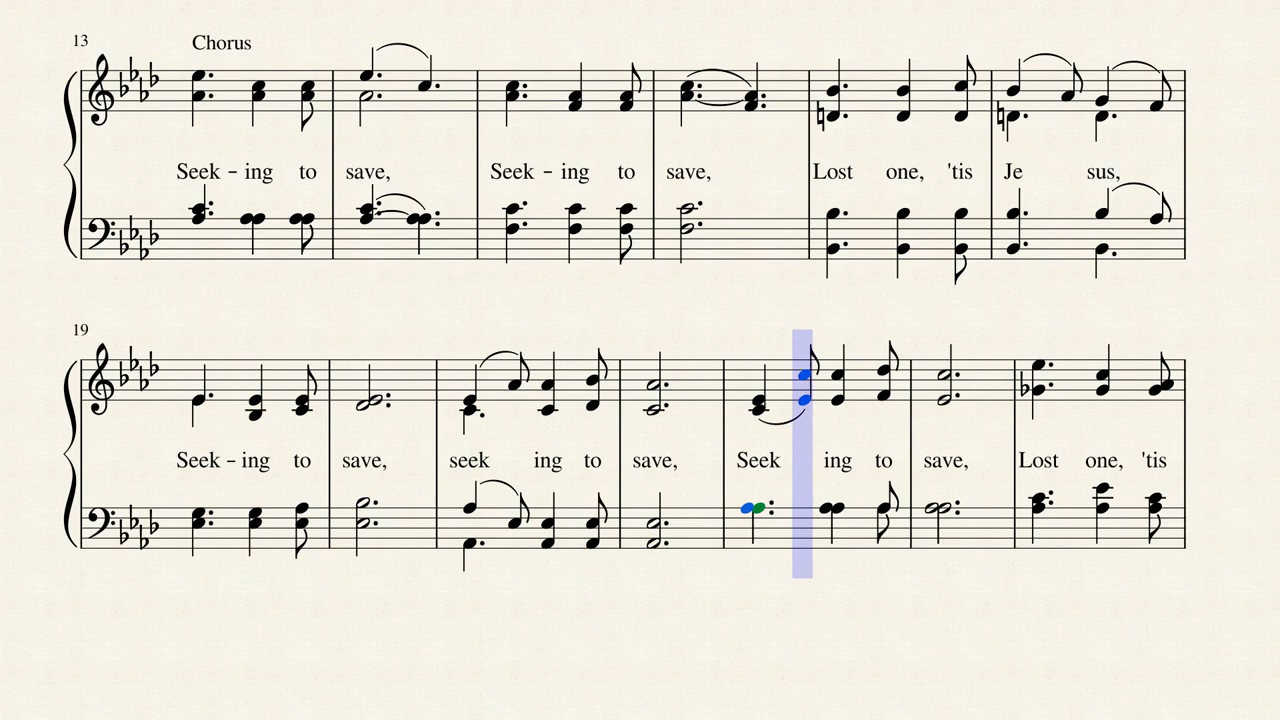 13 Chorus
Seek - ing to save, Seek - ing to save, Lost one, 'tis Je sus,
19
Seek - ing to save, seek ing to save, Seek ing to save, Lost one, 'tis